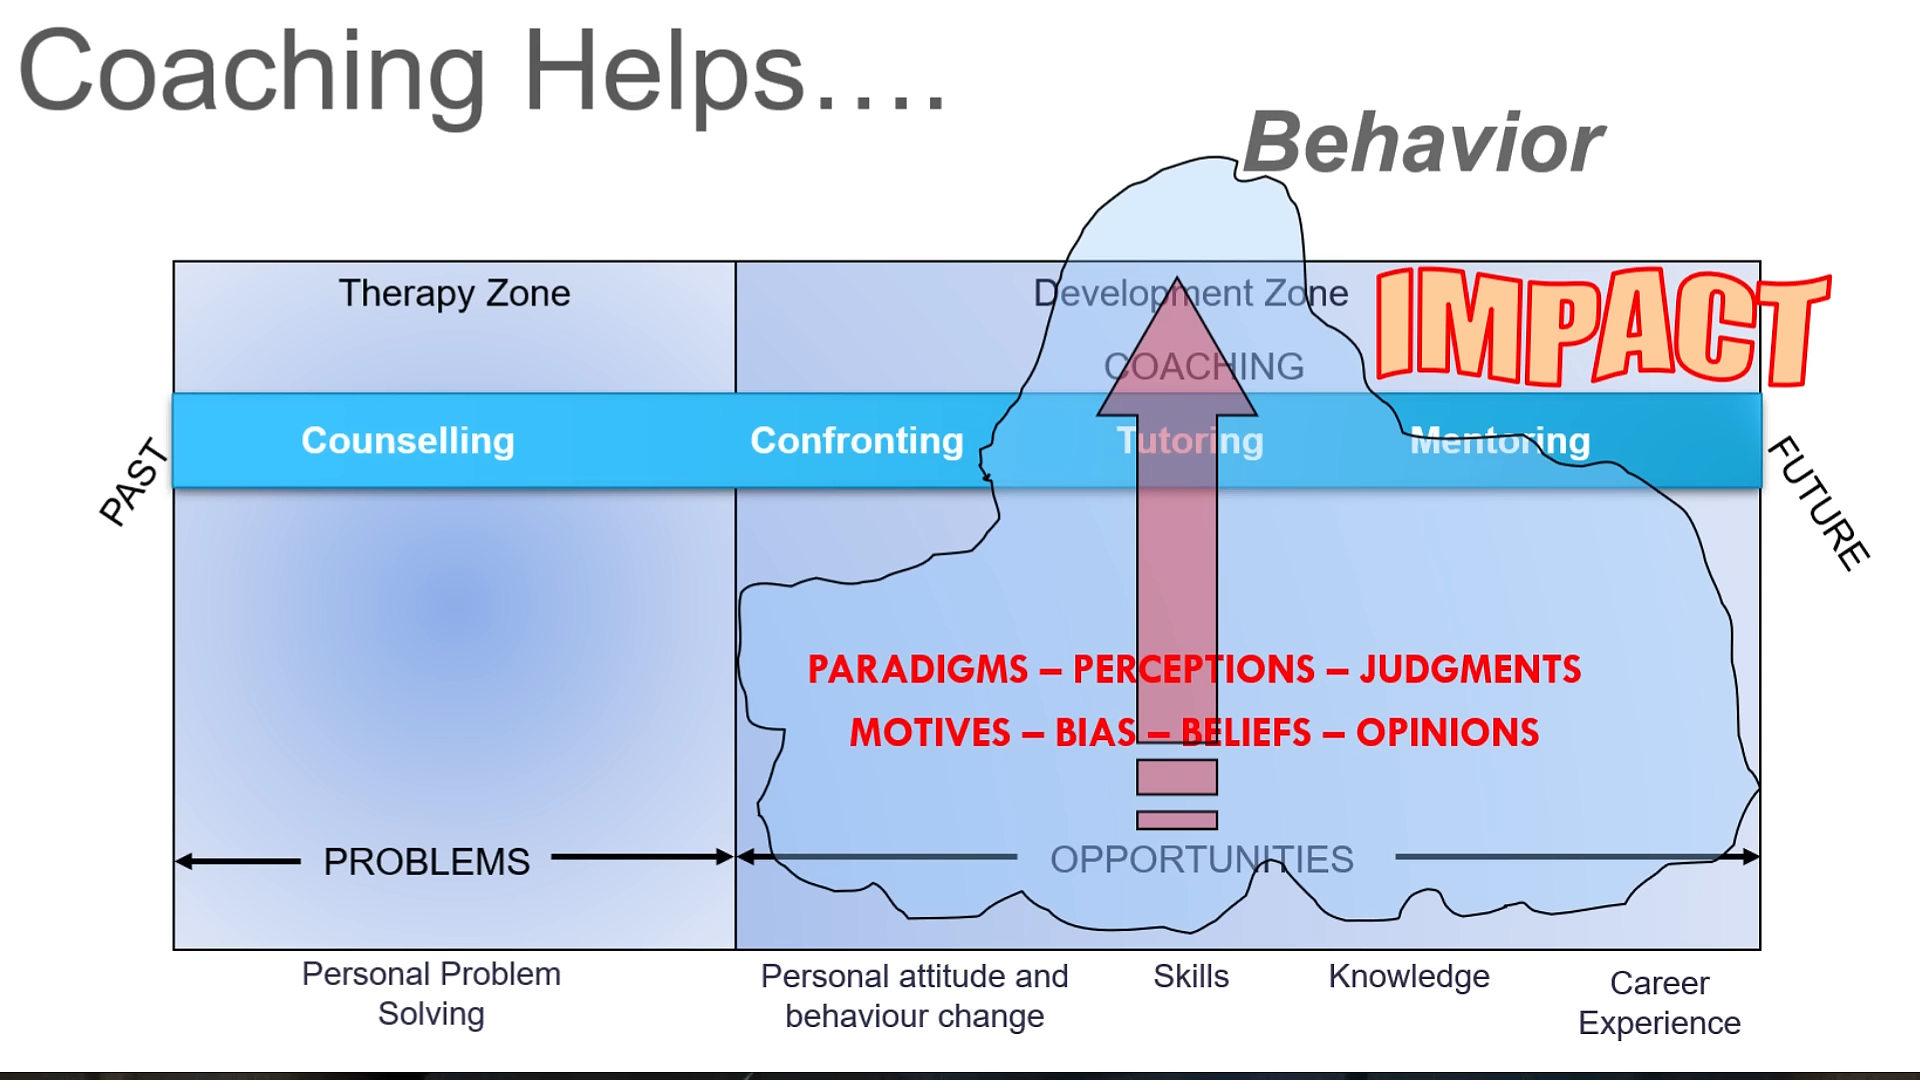 Coaching Helps….
Behavior
Therapy Zone
Development Zone
IMPACT
COACHING
Counselling
Confronting
Tutoring
Mentoring
PAST
FUTURE
PARADIGMS – PERCEPTIONS – JUDGMENTS
MOTIVES – BIAS – BELIEFS – OPINIONS
PROBLEMS
OPPORTUNITIES
Personal Problem
Solving
Personal attitude and
behaviour change
Skills
Knowledge
Career
Experience